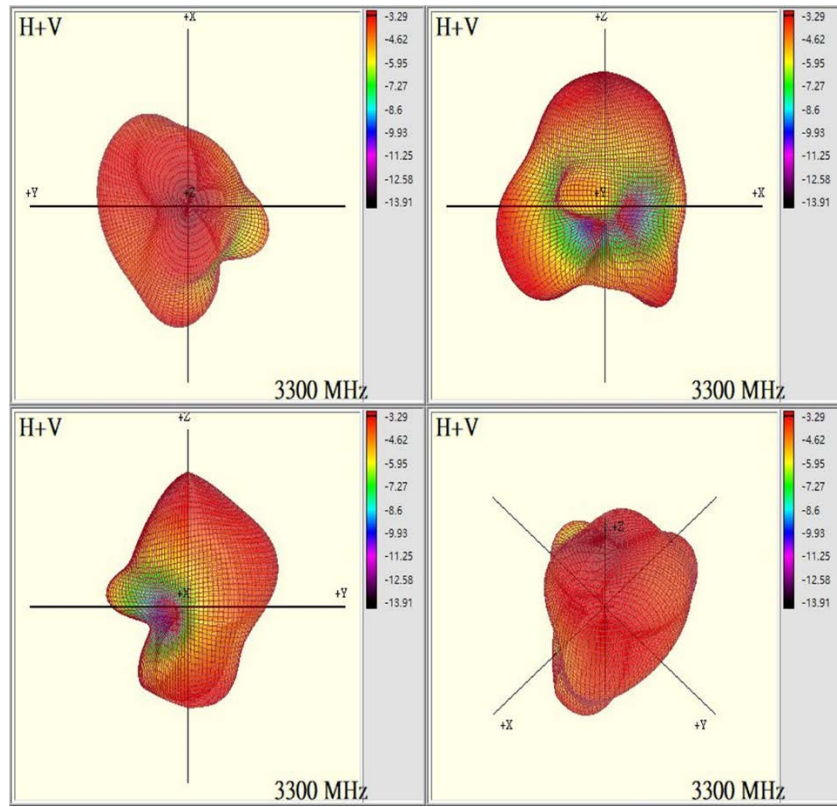 H+V
+X
+Y
+Z
3300 MHz
-3.29
-4.62
-5.95
-7.27
-8.6
-9.93
-11.25
-12.58
-13.91
H+V
+Z
+Y
+X
3300 MHz
-3.29
-4.62
-5.95
-7.27
-8.6
-9.93
-11.25
-12.58
-13.91
H+V
+Z
+X
+Y
3300 MHz
-3.29
-4.62
-5.95
-7.27
-8.6
-9.93
-11.25
-12.58
-13.91
H+V
+Z
+X
+Y
3300 MHz
-3.29
-4.62
-5.95
-7.27
-8.6
-9.93
-11.25
-12.58
-13.91